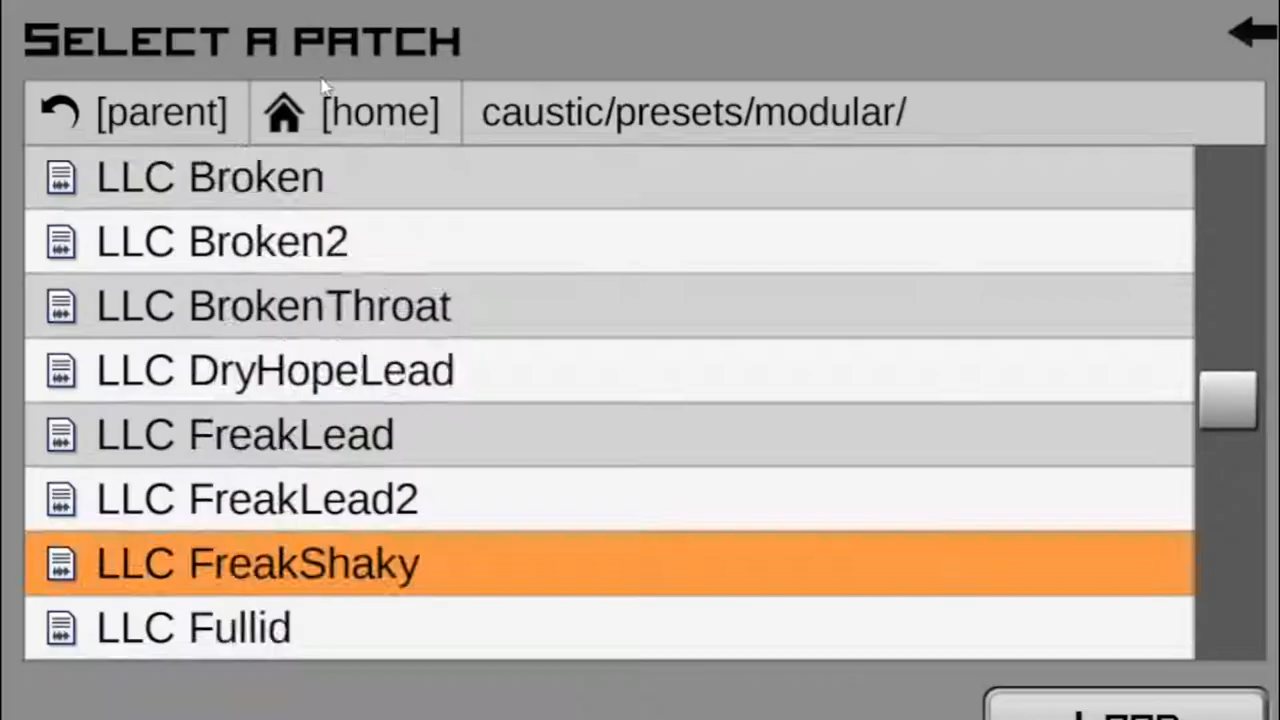 SELECT A PATCH
[parent] [home] caustic/presets/modular/
LLC Broken
LLC Broken2
LLC BrokenThroat
LLC DryHopeLead
LLC FreakLead
LLC FreakLead2
LLC FreakShaky
LLC Fullid
LOAD